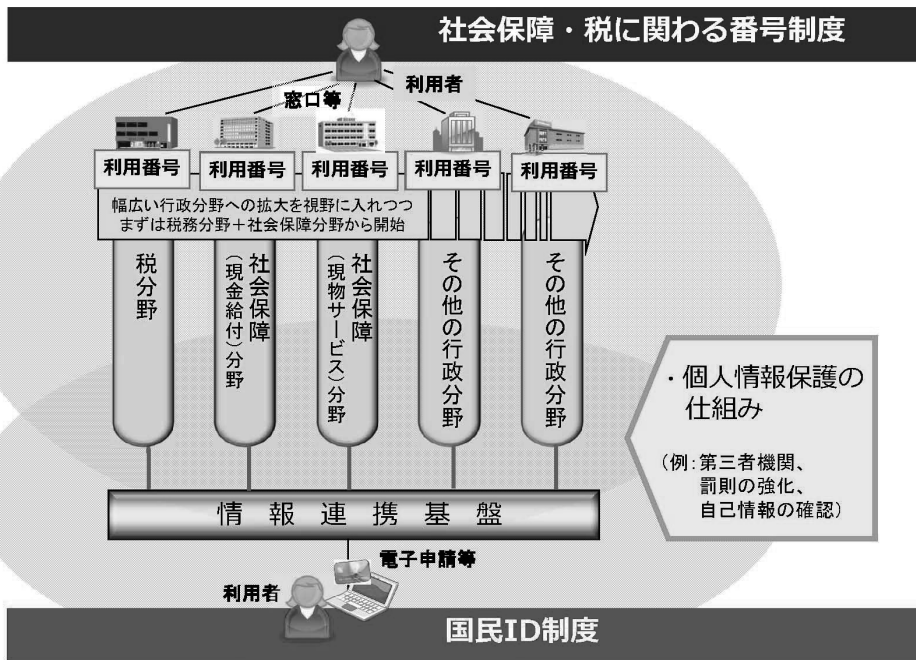 社会保障・税に関わる番号制度
利用者
窓口等
利用番号
利用番号
利用番号
利用番号
利用番号
幅広い行政分野への拡大を視野に入れつつ
まずは税務分野＋社会保障分野から開始
税分野
社会保障
（現金給付）分野
社会保障
（現物サービス）分野
その他の行政分野
その他の行政分野
・個人情報保護の
仕組み
（例：第三者機関、
罰則の強化、
自己情報の確認）
情報連携基盤
電子申請等
利用者
国民ID制度